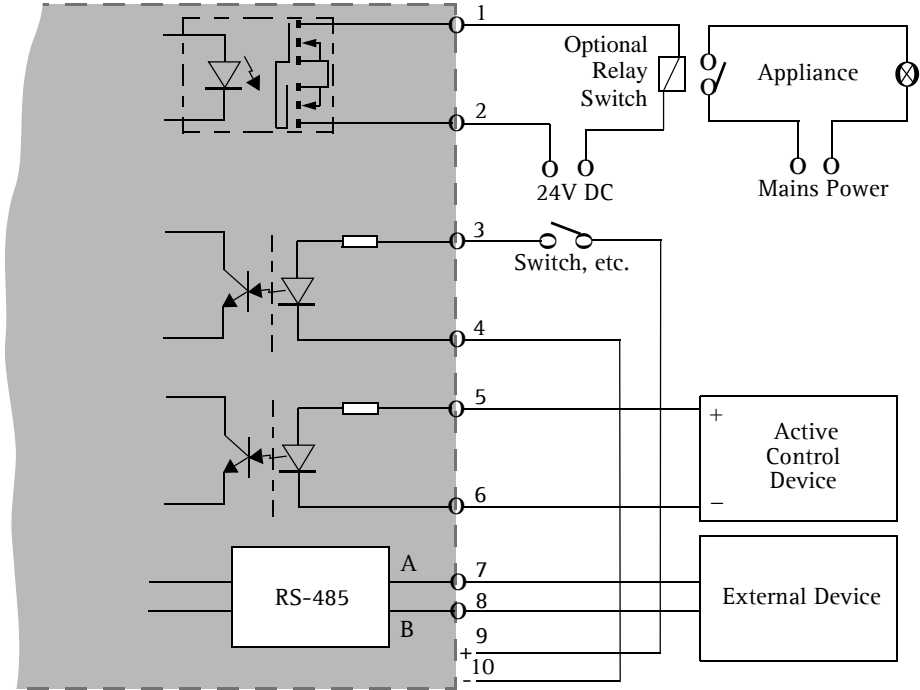 1
Optional
Relay
Switch
Appliance
2
24V DC
Mains Power
3
Switch, etc.
4
5
+
Active
Control
Device
6
−
A
7
RS-485
8
External Device
B
9
+
10
-